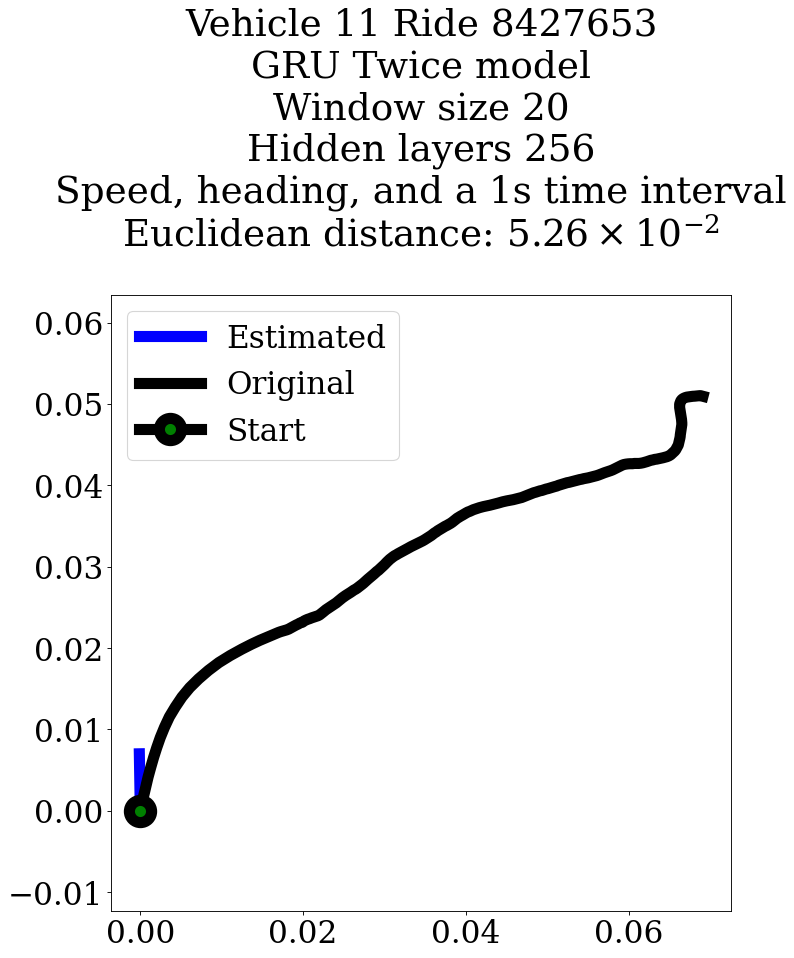 Vehicle 11 Ride 8427653
GRU Twice model
Window size 20
Hidden layers 256
Speed, heading, and a 1s time interval
Euclidean distance: 5.26 × 10⁻²
Estimated
Original
Start
0.06
0.05
0.04
0.03
0.02
0.01
0.00
−0.01
0.00 0.02 0.04 0.06